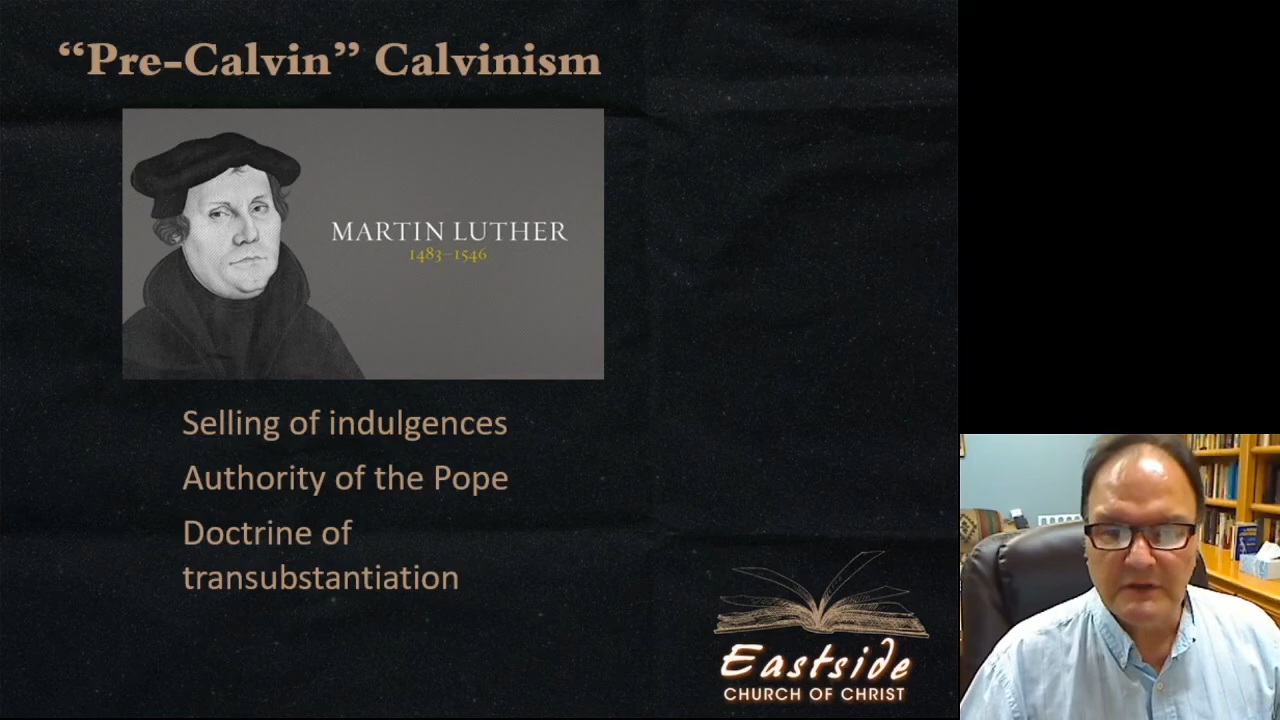 “Pre-Calvin” Calvinism
MARTIN LUTHER
1483–1546
Selling of indulgences
Authority of the Pope
Doctrine of
transubstantiation
Eastside
CHURCH OF CHRIST